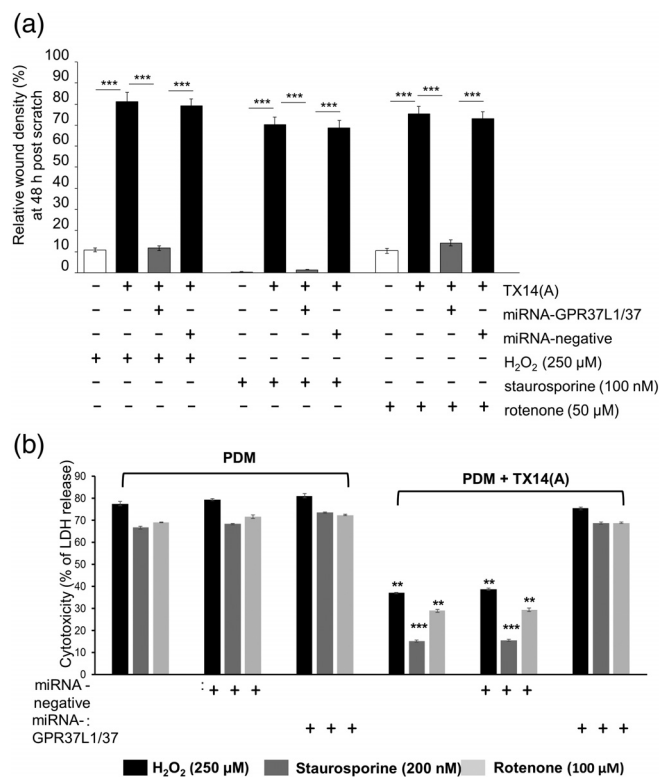 (a)
Relative wound density (%)
at 48 h post scratch
100
90
80
70
60
50
40
30
20
10
0
*** *** *** *** *** *** *** *** ***
− + + + − + + + − + + + TX14(A)
− − + − − − + − − − + − miRNA-GPR37L1/37
− − − + − − − + − − − + miRNA-negative
+ + + + − − − − − − − − H₂O₂ (250 µM)
− − − − + + + + − − − − staurosporine (100 nM)
− − − − − − − − + + + + rotenone (50 µM)
(b)
PDM
PDM + TX14(A)
Cytotoxicity (% of LDH release)
90
80
70
60
50
40
30
20
10
0
** *** ** ** *** **
miRNA - : + + + + + +
negative
miRNA- : + + + + + +
GPR37L1/37
H₂O₂ (250 µM) Staurosporine (200 nM) Rotenone (100 µM)